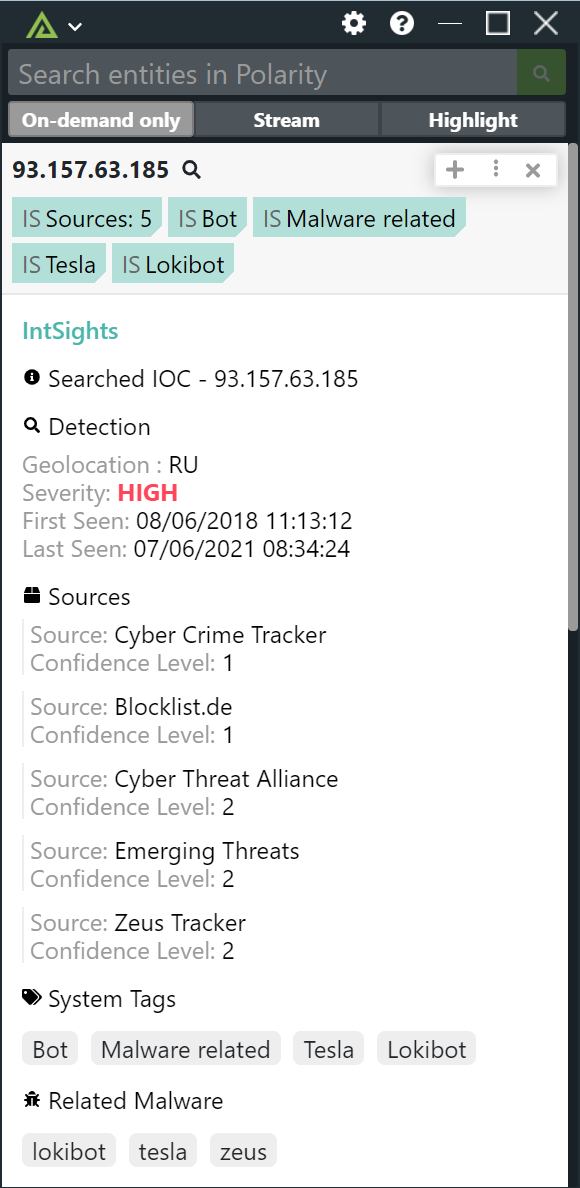 Search entities in Polarity
On-demand only Stream Highlight
93.157.63.185
IS Sources: 5 IS Bot IS Malware related
IS Tesla IS Lokibot
IntSights
Searched IOC - 93.157.63.185
Detection
Geolocation : RU
Severity: HIGH
First Seen: 08/06/2018 11:13:12
Last Seen: 07/06/2021 08:34:24
Sources
Source: Cyber Crime Tracker
Confidence Level: 1
Source: Blocklist.de
Confidence Level: 1
Source: Cyber Threat Alliance
Confidence Level: 2
Source: Emerging Threats
Confidence Level: 2
Source: Zeus Tracker
Confidence Level: 2
System Tags
Bot Malware related Tesla Lokibot
Related Malware
lokibot tesla zeus